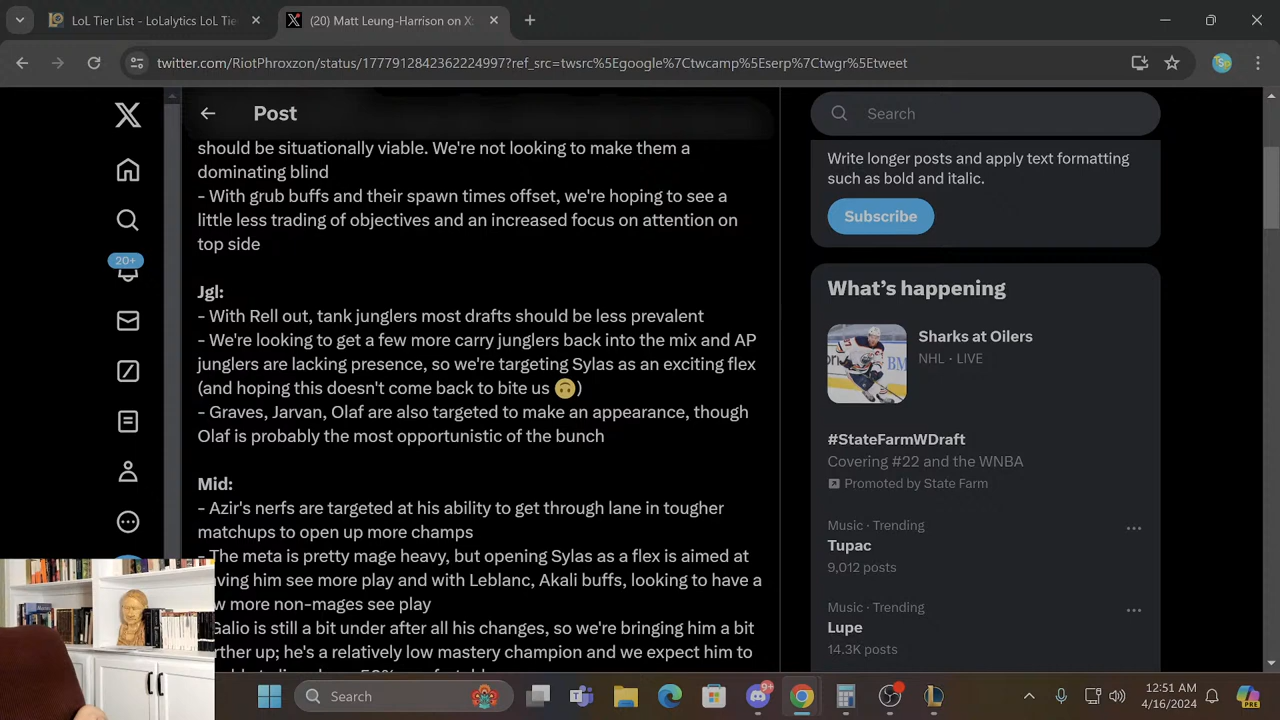 LoL Tier List - LoLalytics LoL Tie
(20) Matt Leung-Harrison on X:
twitter.com/RiotPhroxzon/status/1777912842362224997?ref_src=twsrc%5Egoogle%7Ctwcamp%5Eserp%7Ctwgr%5Etweet
Post
should be situationally viable. We're not looking to make them a
dominating blind
- With grub buffs and their spawn times offset, we're hoping to see a
little less trading of objectives and an increased focus on attention on
top side
Jgl:
- With Rell out, tank junglers most drafts should be less prevalent
- We're looking to get a few more carry junglers back into the mix and AP
junglers are lacking presence, so we're targeting Sylas as an exciting flex
(and hoping this doesn't come back to bite us 🙃)
- Graves, Jarvan, Olaf are also targeted to make an appearance, though
Olaf is probably the most opportunistic of the bunch
Mid:
- Azir's nerfs are targeted at his ability to get through lane in tougher
matchups to open up more champs
- The meta is pretty mage heavy, but opening Sylas as a flex is aimed at
aving him see more play and with Leblanc, Akali buffs, looking to have a
w more non-mages see play
Galio is still a bit under after all his changes, so we're bringing him a bit
rther up; he's a relatively low mastery champion and we expect him to
20+
Search
Write longer posts and apply text formatting
such as bold and italic.
Subscribe
What's happening
Sharks at Oilers
NHL · LIVE
#StateFarmWDraft
Covering #22 and the WNBA
Promoted by State Farm
Music · Trending
Tupac
9,012 posts
Music · Trending
Lupe
14.3K posts
Search
9+
PRE
12:51 AM
4/16/2024